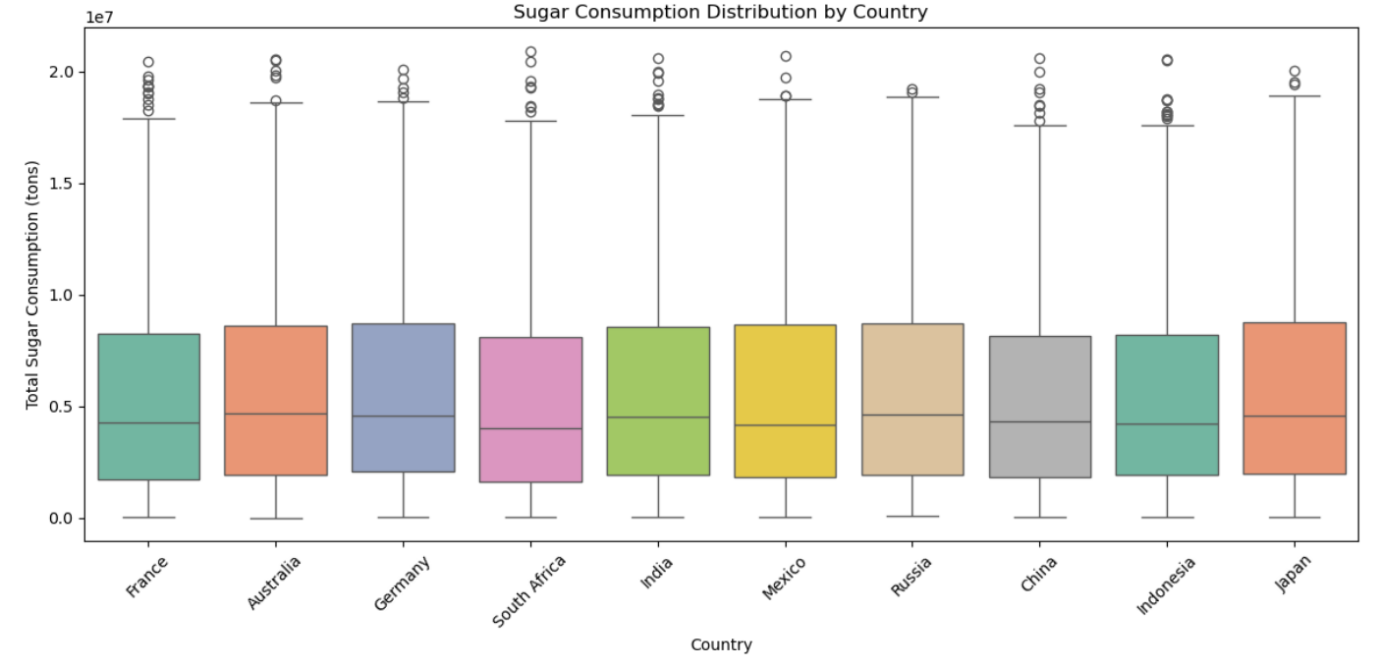 Sugar Consumption Distribution by Country
1e7
2.0
1.5
1.0
0.5
0.0
Total Sugar Consumption (tons)
France
Australia
Germany
South Africa
India
Mexico
Russia
China
Indonesia
Japan
Country